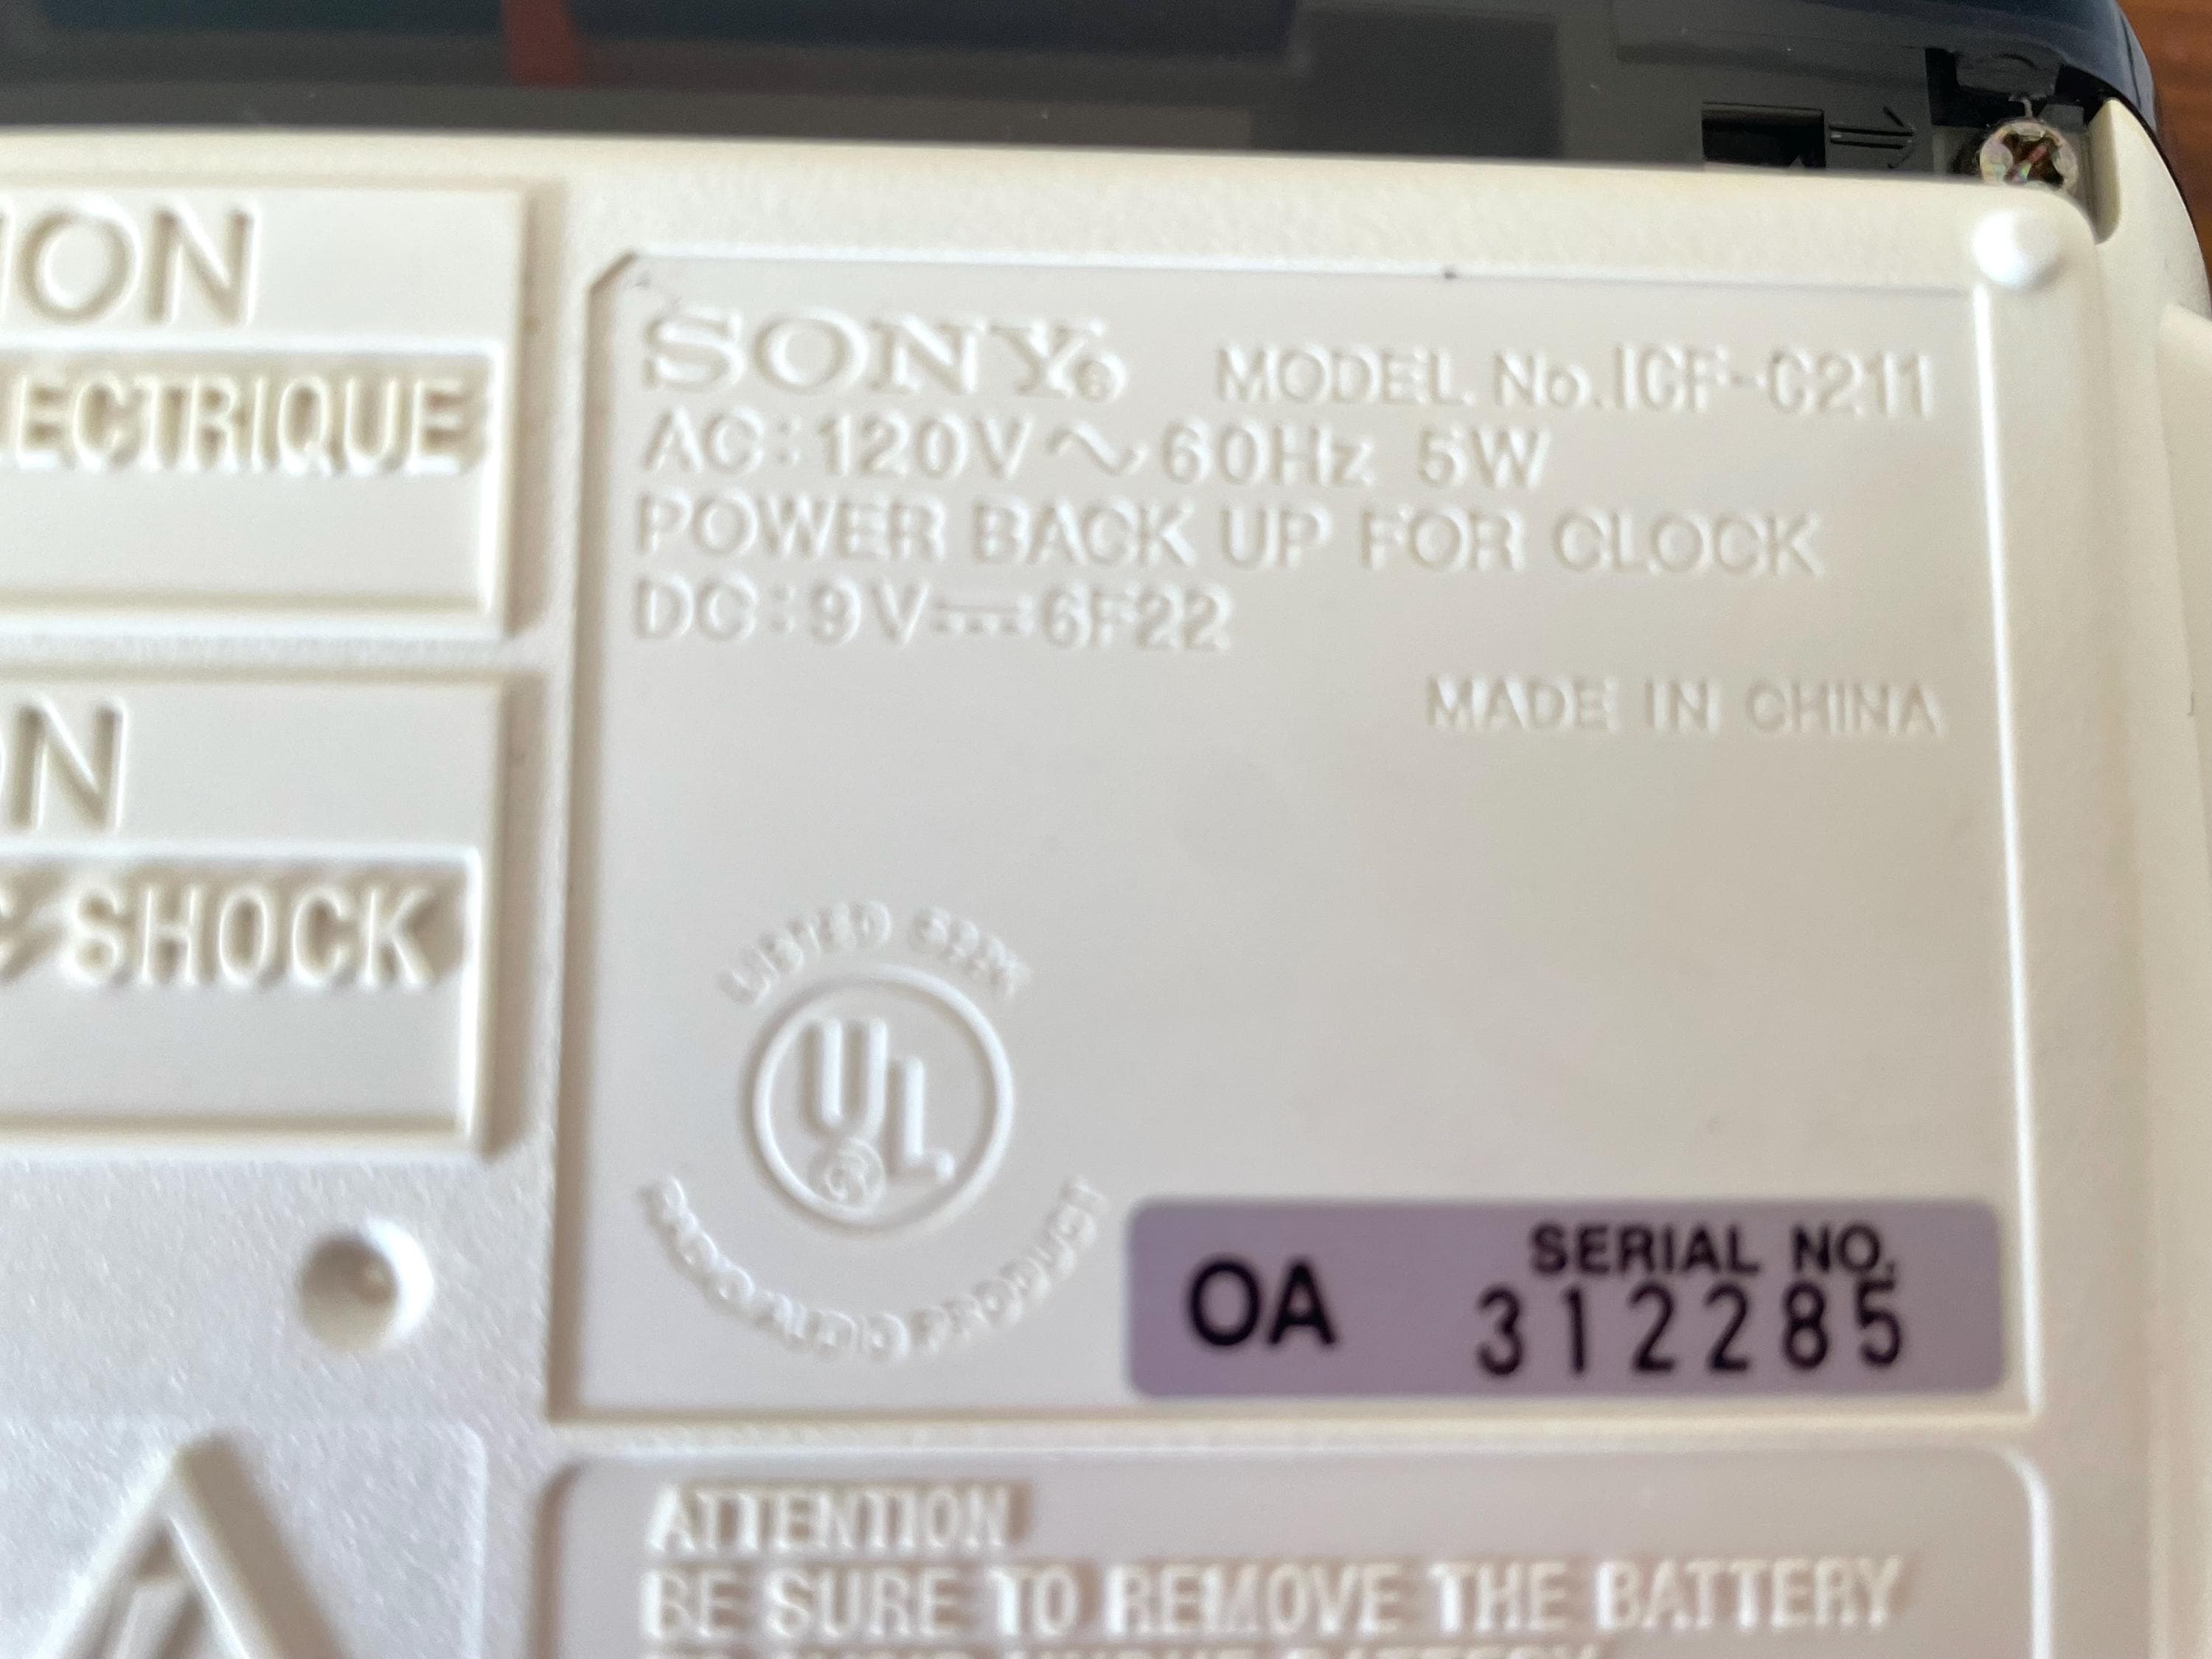 ION
ECTRIQUE
ON
C SHOCK
SONY®
MODEL No.ICF-C211
AC:120V～60Hz 5W
POWER BACK UP FOR CLOCK
DC:9V⎓6F22
MADE IN CHINA
LISTED
UL®
RADIO AUDIO PRODUCT
OA
SERIAL NO.
312285
ATTENTION
BE SURE TO REMOVE THE BATTERY